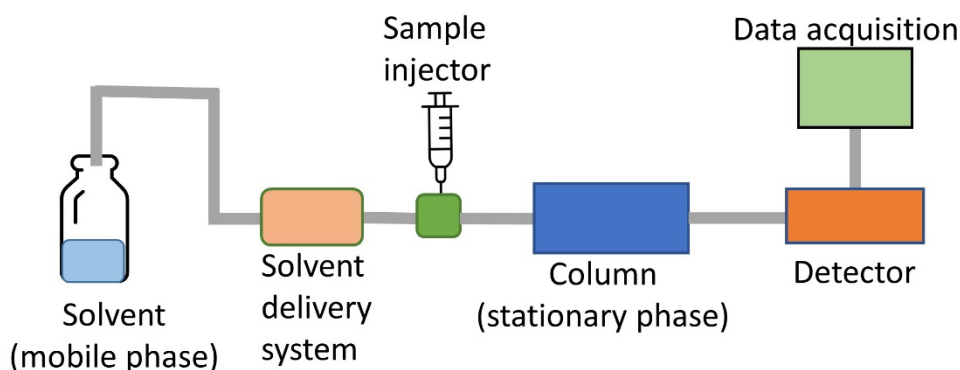 Sample
injector
Data acquisition
Solvent
(mobile phase)
Solvent
delivery
system
Column
(stationary phase)
Detector